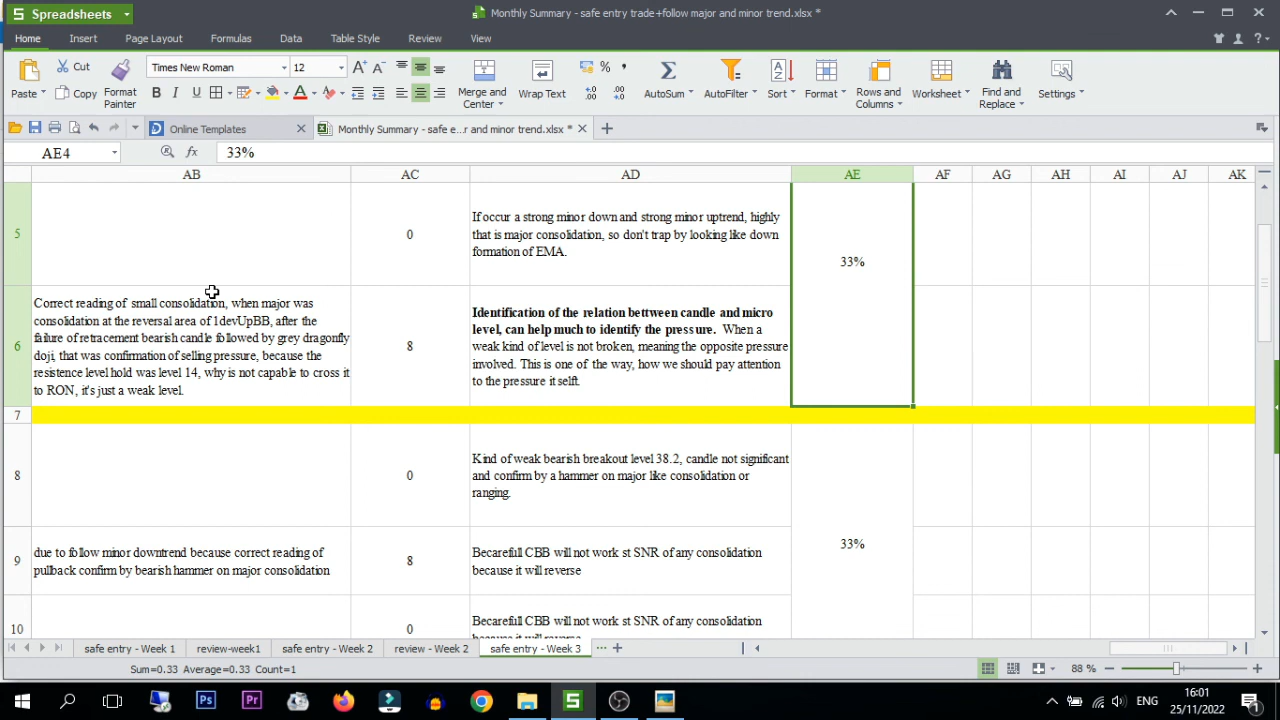 Spreadsheets
Monthly Summary - safe entry trade+follow major and minor trend.xlsx *
Home Insert Page Layout Formulas Data Table Style Review View
Paste Cut Copy Format Painter
Times New Roman 12
B I U A
Merge and Center Wrap Text AutoSum AutoFilter Sort Format Rows and Columns Worksheet Find and Replace Settings
Online Templates
Monthly Summary - safe e...r and minor trend.xlsx *
AE4 fx 33%
AB AC AD AE AF AG AH AI AJ AK
5
0
If occur a strong minor down and strong minor uptrend, highly
that is major consolidation, so don't trap by looking like down
formation of EMA.
33%
6
Correct reading of small consolidation, when major was
consolidation at the reversal area of 1devUpBB, after the
failure of retracement bearish candle followed by grey dragonfly
doji, that was confirmation of selling pressure, because the
resistence level hold was level 14, why is not capable to cross it
to RON, it's just a weak level.
8
Identification of the relation bettween candle and micro
level, can help much to identify the pressure. When a
weak kind of level is not broken, meaning the opposite pressure
involved. This is one of the way, how we should pay attention
to the pressure it selft.
7
8
0
Kind of weak bearish breakout level 38.2, candle not significant
and confirm by a hammer on major like consolidation or
ranging.
9
due to follow minor downtrend because correct reading of
pullback confirm by bearish hammer on major consolidation
8
Becarefull CBB will not work st SNR of any consolidation
because it will reverse
33%
10
0
Becarefull CBB will not work st SNR of any consolidation
because it will reverse
safe entry - Week 1 review-week1 safe entry - Week 2 review - Week 2 safe entry - Week 3 ...
Sum=0.33 Average=0.33 Count=1
88 %
Ps Pr S
ENG
16:01
25/11/2022
1